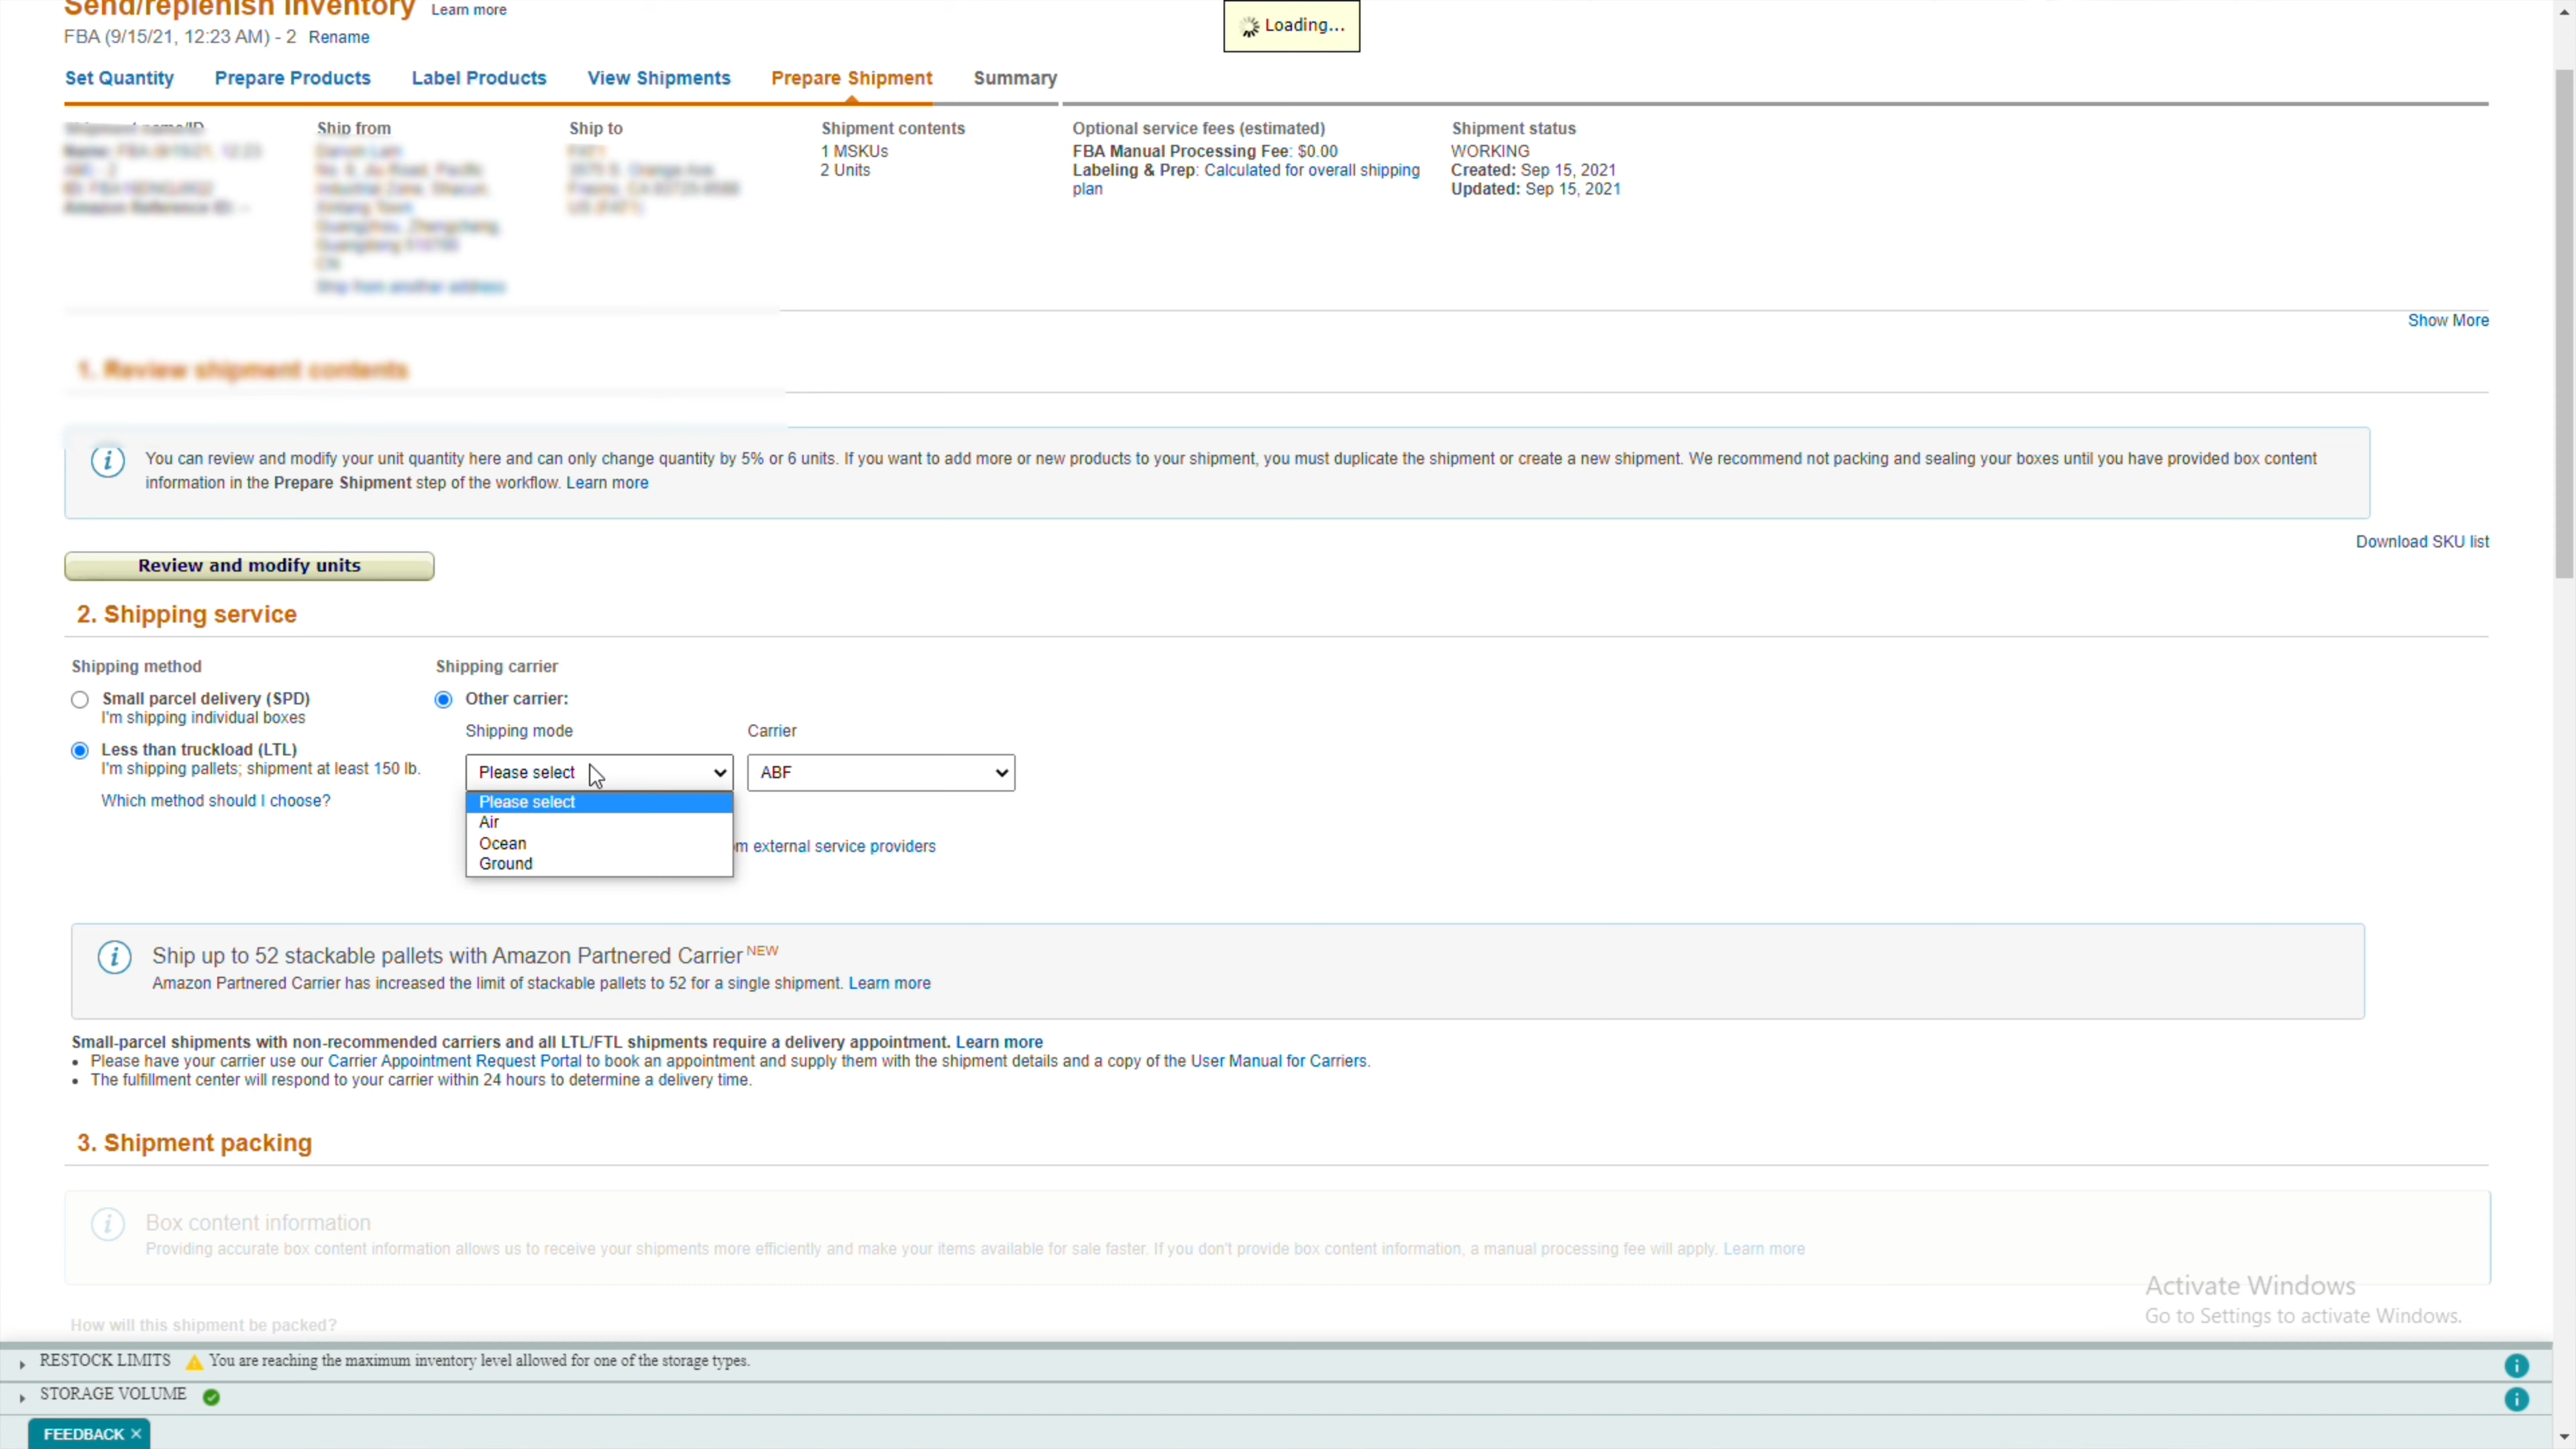 Send/replenish inventory Learn more
Loading...
FBA (9/15/21, 12:23 AM) - 2 Rename
Set Quantity Prepare Products Label Products View Shipments Prepare Shipment Summary
Ship from Ship to Shipment contents Optional service fees (estimated) Shipment status
1 MSKUs FBA Manual Processing Fee: $0.00 WORKING
2 Units Labeling & Prep: Calculated for overall shipping Created: Sep 15, 2021
plan Updated: Sep 15, 2021
Ship from another address
Show More
1. Review shipment contents
You can review and modify your unit quantity here and can only change quantity by 5% or 6 units. If you want to add more or new products to your shipment, you must duplicate the shipment or create a new shipment. We recommend not packing and sealing your boxes until you have provided box content
information in the Prepare Shipment step of the workflow. Learn more
Download SKU list
Review and modify units
2. Shipping service
Shipping method Shipping carrier
Small parcel delivery (SPD) Other carrier:
I'm shipping individual boxes
Shipping mode Carrier
Less than truckload (LTL)
I'm shipping pallets; shipment at least 150 lb.
Please select ABF
Which method should I choose?
Please select
Air
Ocean
external service providers
Ground
Ship up to 52 stackable pallets with Amazon Partnered Carrier NEW
Amazon Partnered Carrier has increased the limit of stackable pallets to 52 for a single shipment. Learn more
Small-parcel shipments with non-recommended carriers and all LTL/FTL shipments require a delivery appointment. Learn more
• Please have your carrier use our Carrier Appointment Request Portal to book an appointment and supply them with the shipment details and a copy of the User Manual for Carriers.
• The fulfillment center will respond to your carrier within 24 hours to determine a delivery time.
3. Shipment packing
Box content information
Providing accurate box content information allows us to receive your shipments more efficiently and make your items available for sale faster. If you don't provide box content information, a manual processing fee will apply. Learn more
Activate Windows
Go to Settings to activate Windows.
How will this shipment be packed?
RESTOCK LIMITS You are reaching the maximum inventory level allowed for one of the storage types.
STORAGE VOLUME
FEEDBACK ×